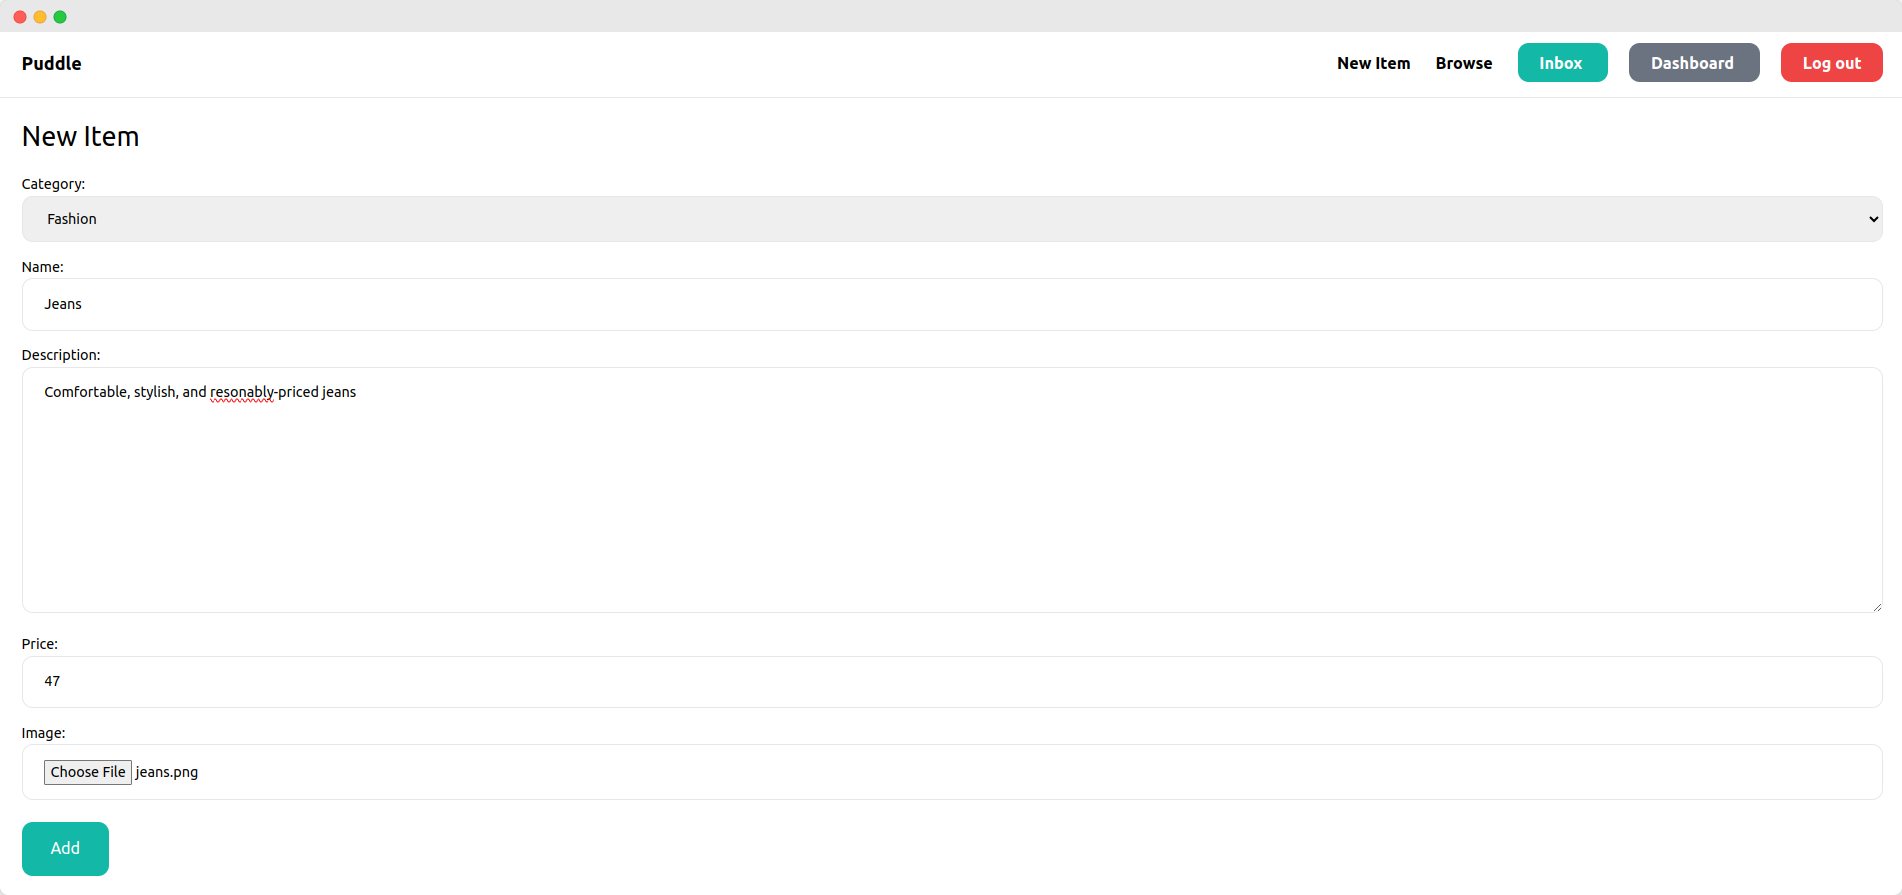 Puddle
New Item Browse Inbox Dashboard Log out
New Item
Category:
Fashion
Name:
Jeans
Description:
Comfortable, stylish, and resonably-priced jeans
Price:
47
Image:
Choose File jeans.png
Add